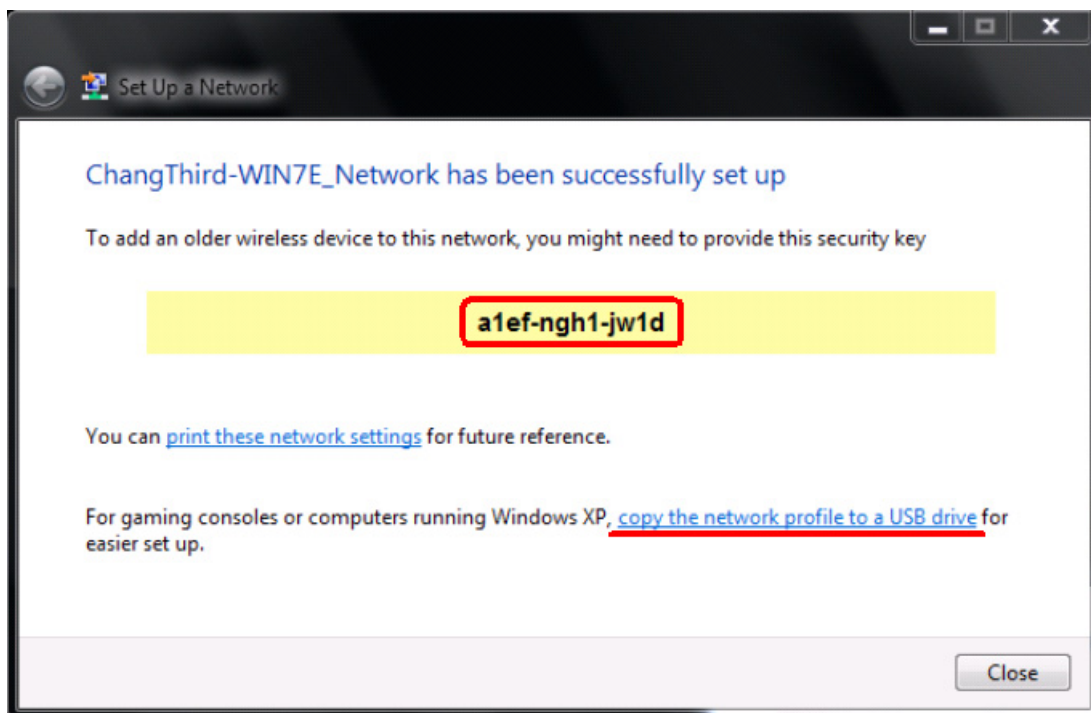 Set Up a Network
ChangThird-WIN7E_Network has been successfully set up
To add an older wireless device to this network, you might need to provide this security key
a1ef-ngh1-jw1d
You can print these network settings for future reference.
For gaming consoles or computers running Windows XP, copy the network profile to a USB drive for
easier set up.
Close